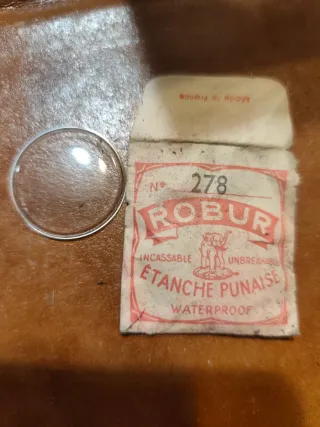 Made in France
N° 278
ROBUR
INCASSABLE UNBREAKABLE
ÉTANCHE PUNAISE
WATERPROOF